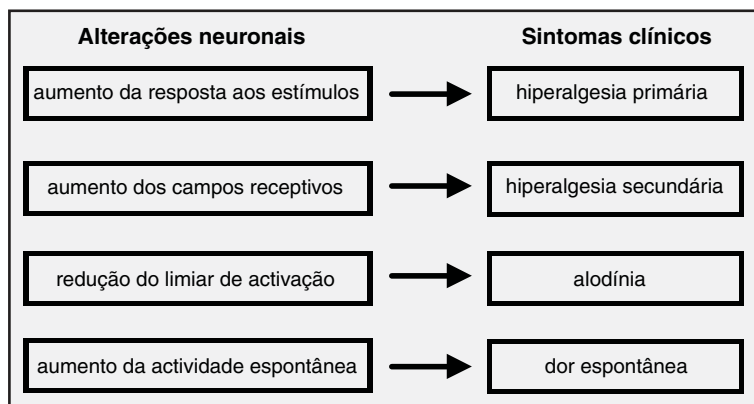 Alterações neuronais Sintomas clínicos
aumento da resposta aos estímulos hiperalgesia primária
aumento dos campos receptivos hiperalgesia secundária
redução do limiar de activação alodínia
aumento da actividade espontânea dor espontânea